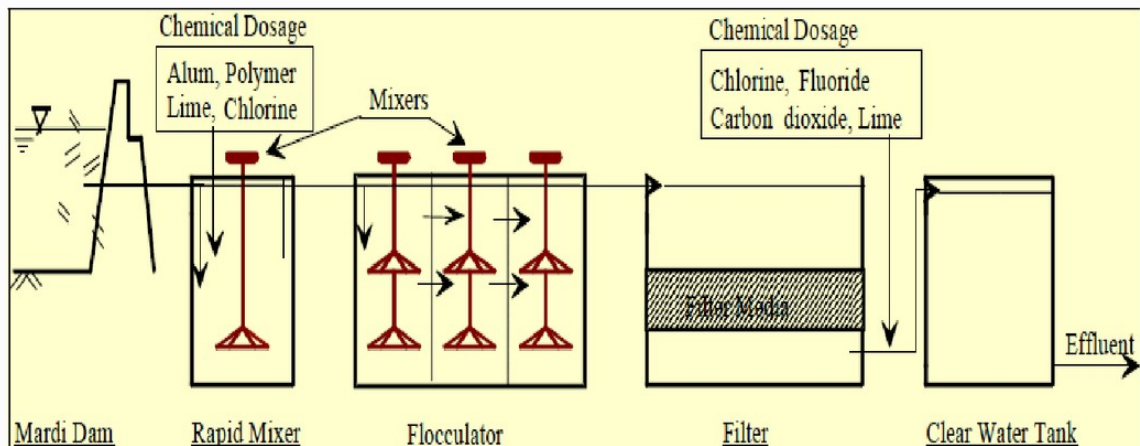 Chemical Dosage
Alum, Polymer
Lime, Chlorine
Mixers
Chemical Dosage
Chlorine, Fluoride
Carbon dioxide, Lime
Filter Media
Effluent
Mardi Dam
Rapid Mixer
Flocculator
Filter
Clear Water Tank